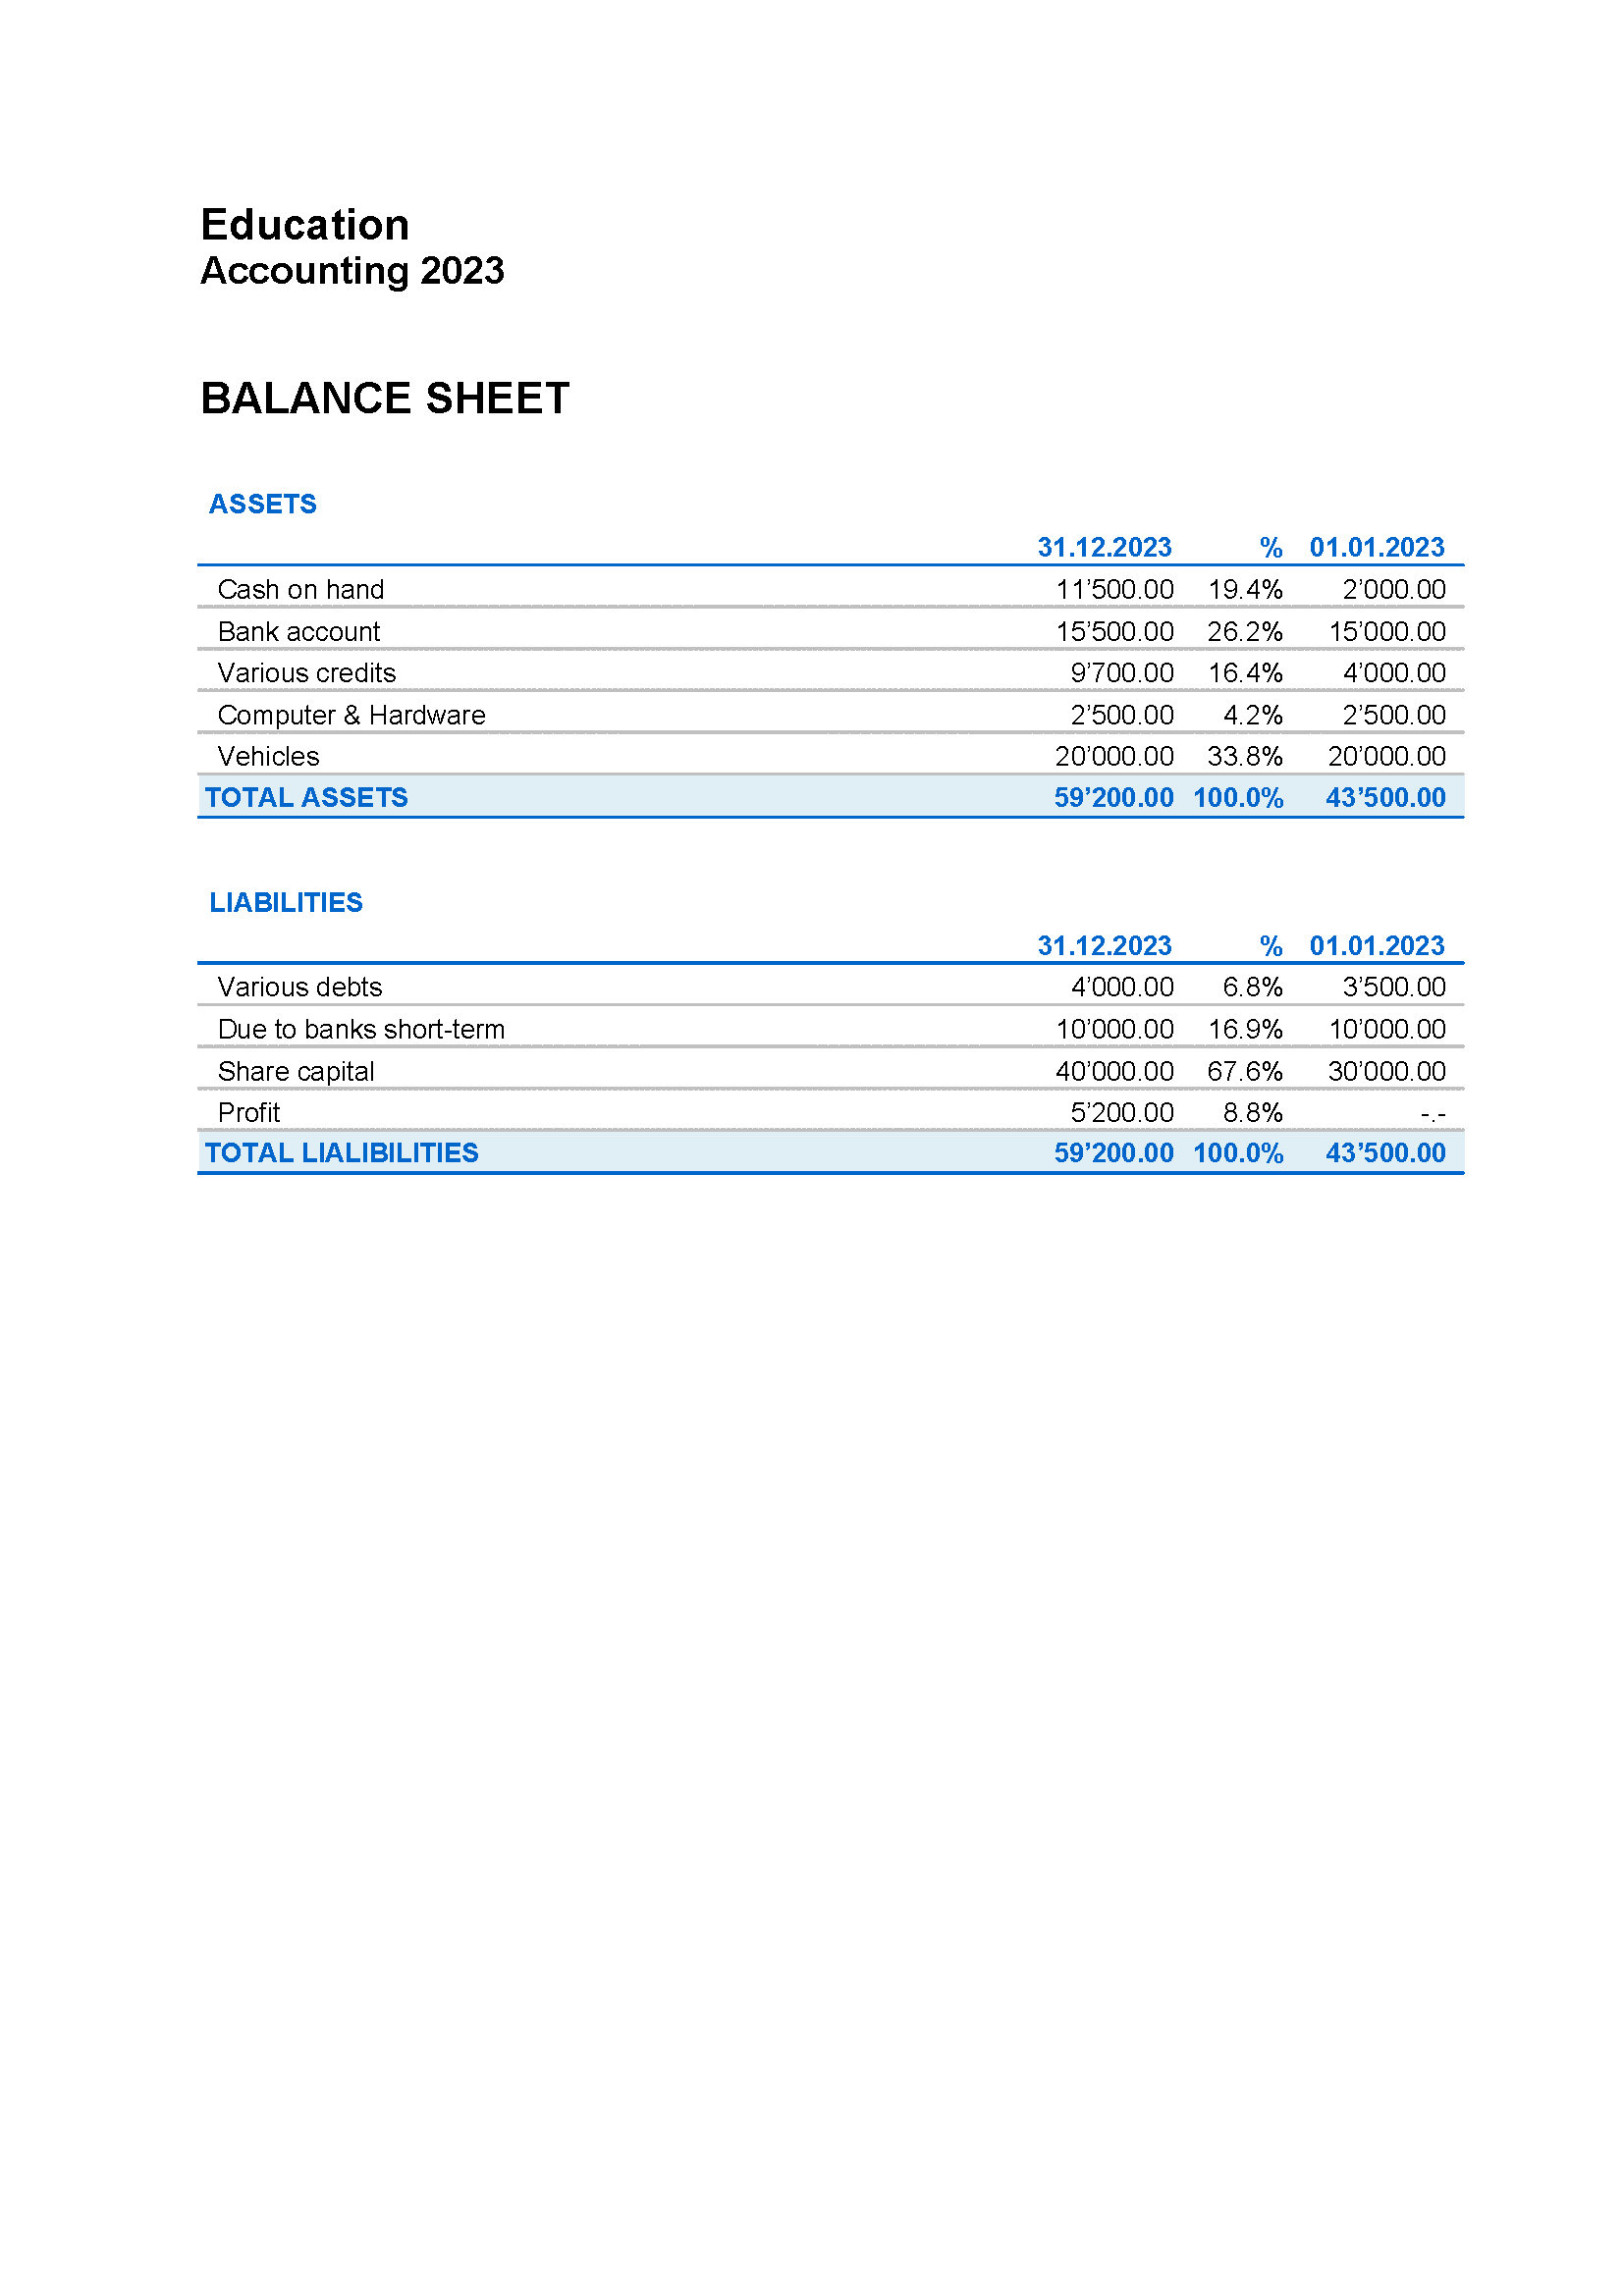 Education
Accounting 2023
BALANCE SHEET
ASSETS
31.12.2023 % 01.01.2023
Cash on hand 11’500.00 19.4% 2’000.00
Bank account 15’500.00 26.2% 15’000.00
Various credits 9’700.00 16.4% 4’000.00
Computer & Hardware 2’500.00 4.2% 2’500.00
Vehicles 20’000.00 33.8% 20’000.00
TOTAL ASSETS 59’200.00 100.0% 43’500.00
LIABILITIES
31.12.2023 % 01.01.2023
Various debts 4’000.00 6.8% 3’500.00
Due to banks short-term 10’000.00 16.9% 10’000.00
Share capital 40’000.00 67.6% 30’000.00
Profit 5’200.00 8.8% -.-
TOTAL LIALIBILITIES 59’200.00 100.0% 43’500.00